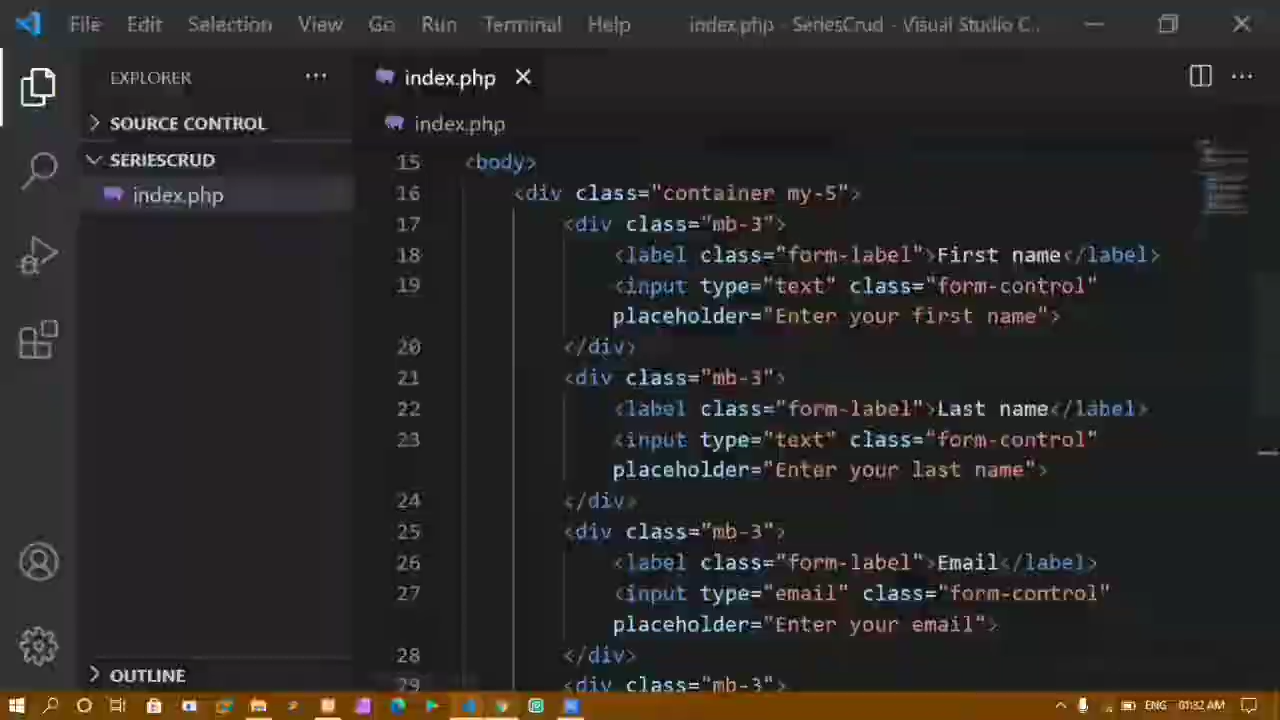 File Edit Selection View Go Run Terminal Help index.php - SeriesCrud - Visual Studio C...
EXPLORER
index.php
SOURCE CONTROL
index.php
SERIESCRUD
index.php
15 <body>
16 <div class="container my-5">
17 <div class="mb-3">
18 <label class="form-label">First name</label>
19 <input type="text" class="form-control"
placeholder="Enter your first name">
20 </div>
21 <div class="mb-3">
22 <label class="form-label">Last name</label>
23 <input type="text" class="form-control"
placeholder="Enter your last name">
24 </div>
25 <div class="mb-3">
26 <label class="form-label">Email</label>
27 <input type="email" class="form-control"
placeholder="Enter your email">
28 </div>
29 <div class="mb-3">
OUTLINE
ENG 01:32 AM